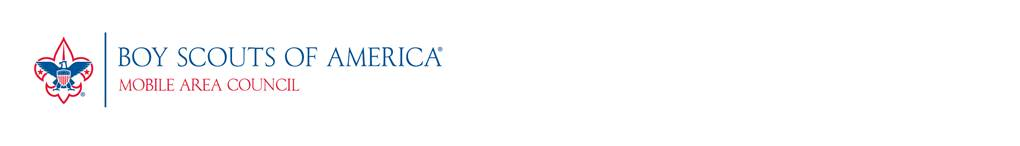 BOY SCOUTS OF AMERICA®
MOBILE AREA COUNCIL
®